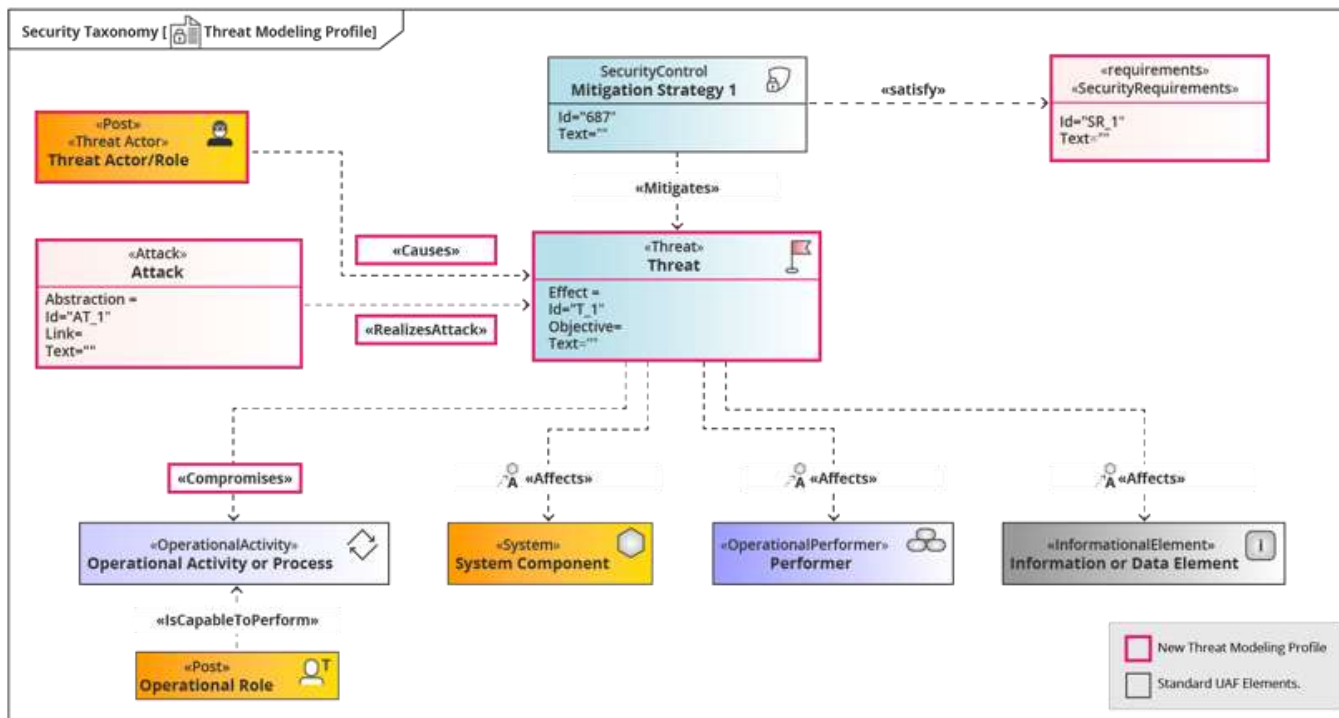 Security Taxonomy [ Threat Modeling Profile]
SecurityControl
Mitigation Strategy 1
Id="687"
Text=""
«satisfy»
«requirements»
«SecurityRequirements»
Id="SR_1"
Text=""
«Post»
«Threat Actor»
Threat Actor/Role
«Mitigates»
«Causes»
«Attack»
Attack
Abstraction =
Id="AT_1"
Link=
Text=""
«RealizesAttack»
«Threat»
Threat
Effect =
Id="T_1"
Objective=
Text=""
«Compromises»
A «Affects»
A «Affects»
A «Affects»
«OperationalActivity»
Operational Activity or Process
«System»
System Component
«OperationalPerformer»
Performer
«InformationalElement»
Information or Data Element
I
«IsCapableToPerform»
«Post»
Operational Role
T
New Threat Modeling Profile
Standard UAF Elements.